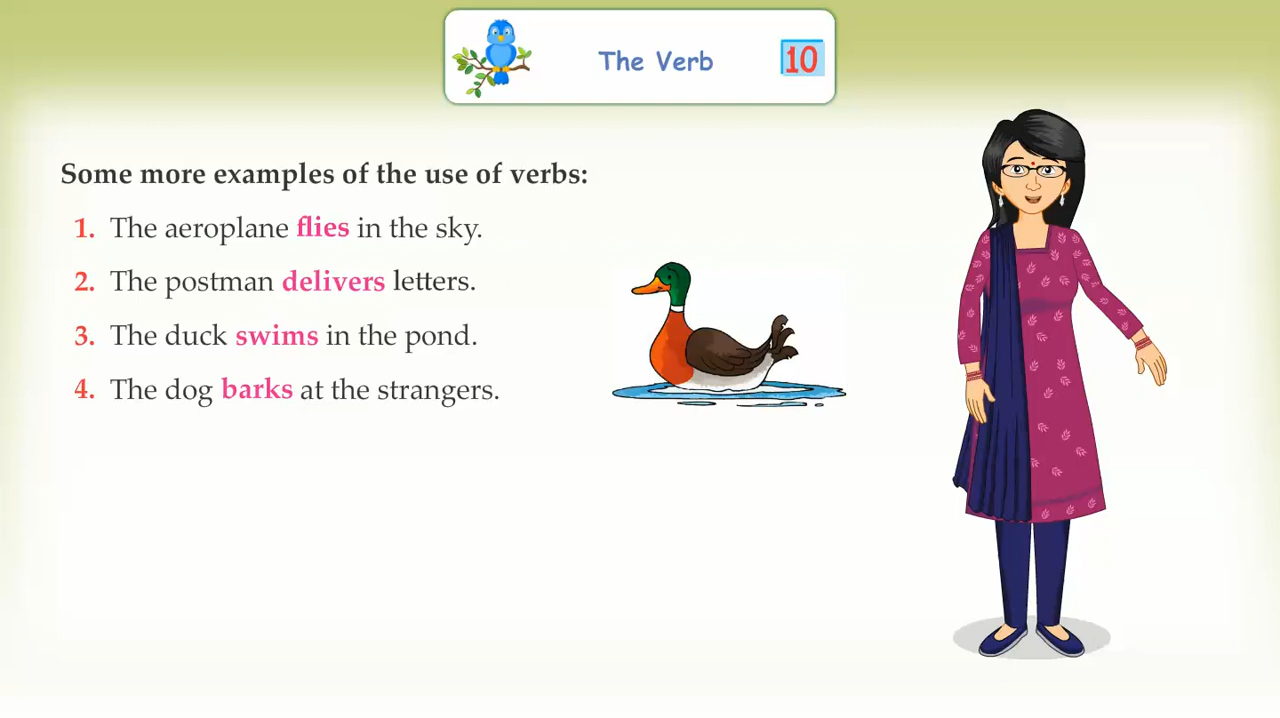 The Verb 10
Some more examples of the use of verbs:
1. The aeroplane flies in the sky.
2. The postman delivers letters.
3. The duck swims in the pond.
4. The dog barks at the strangers.